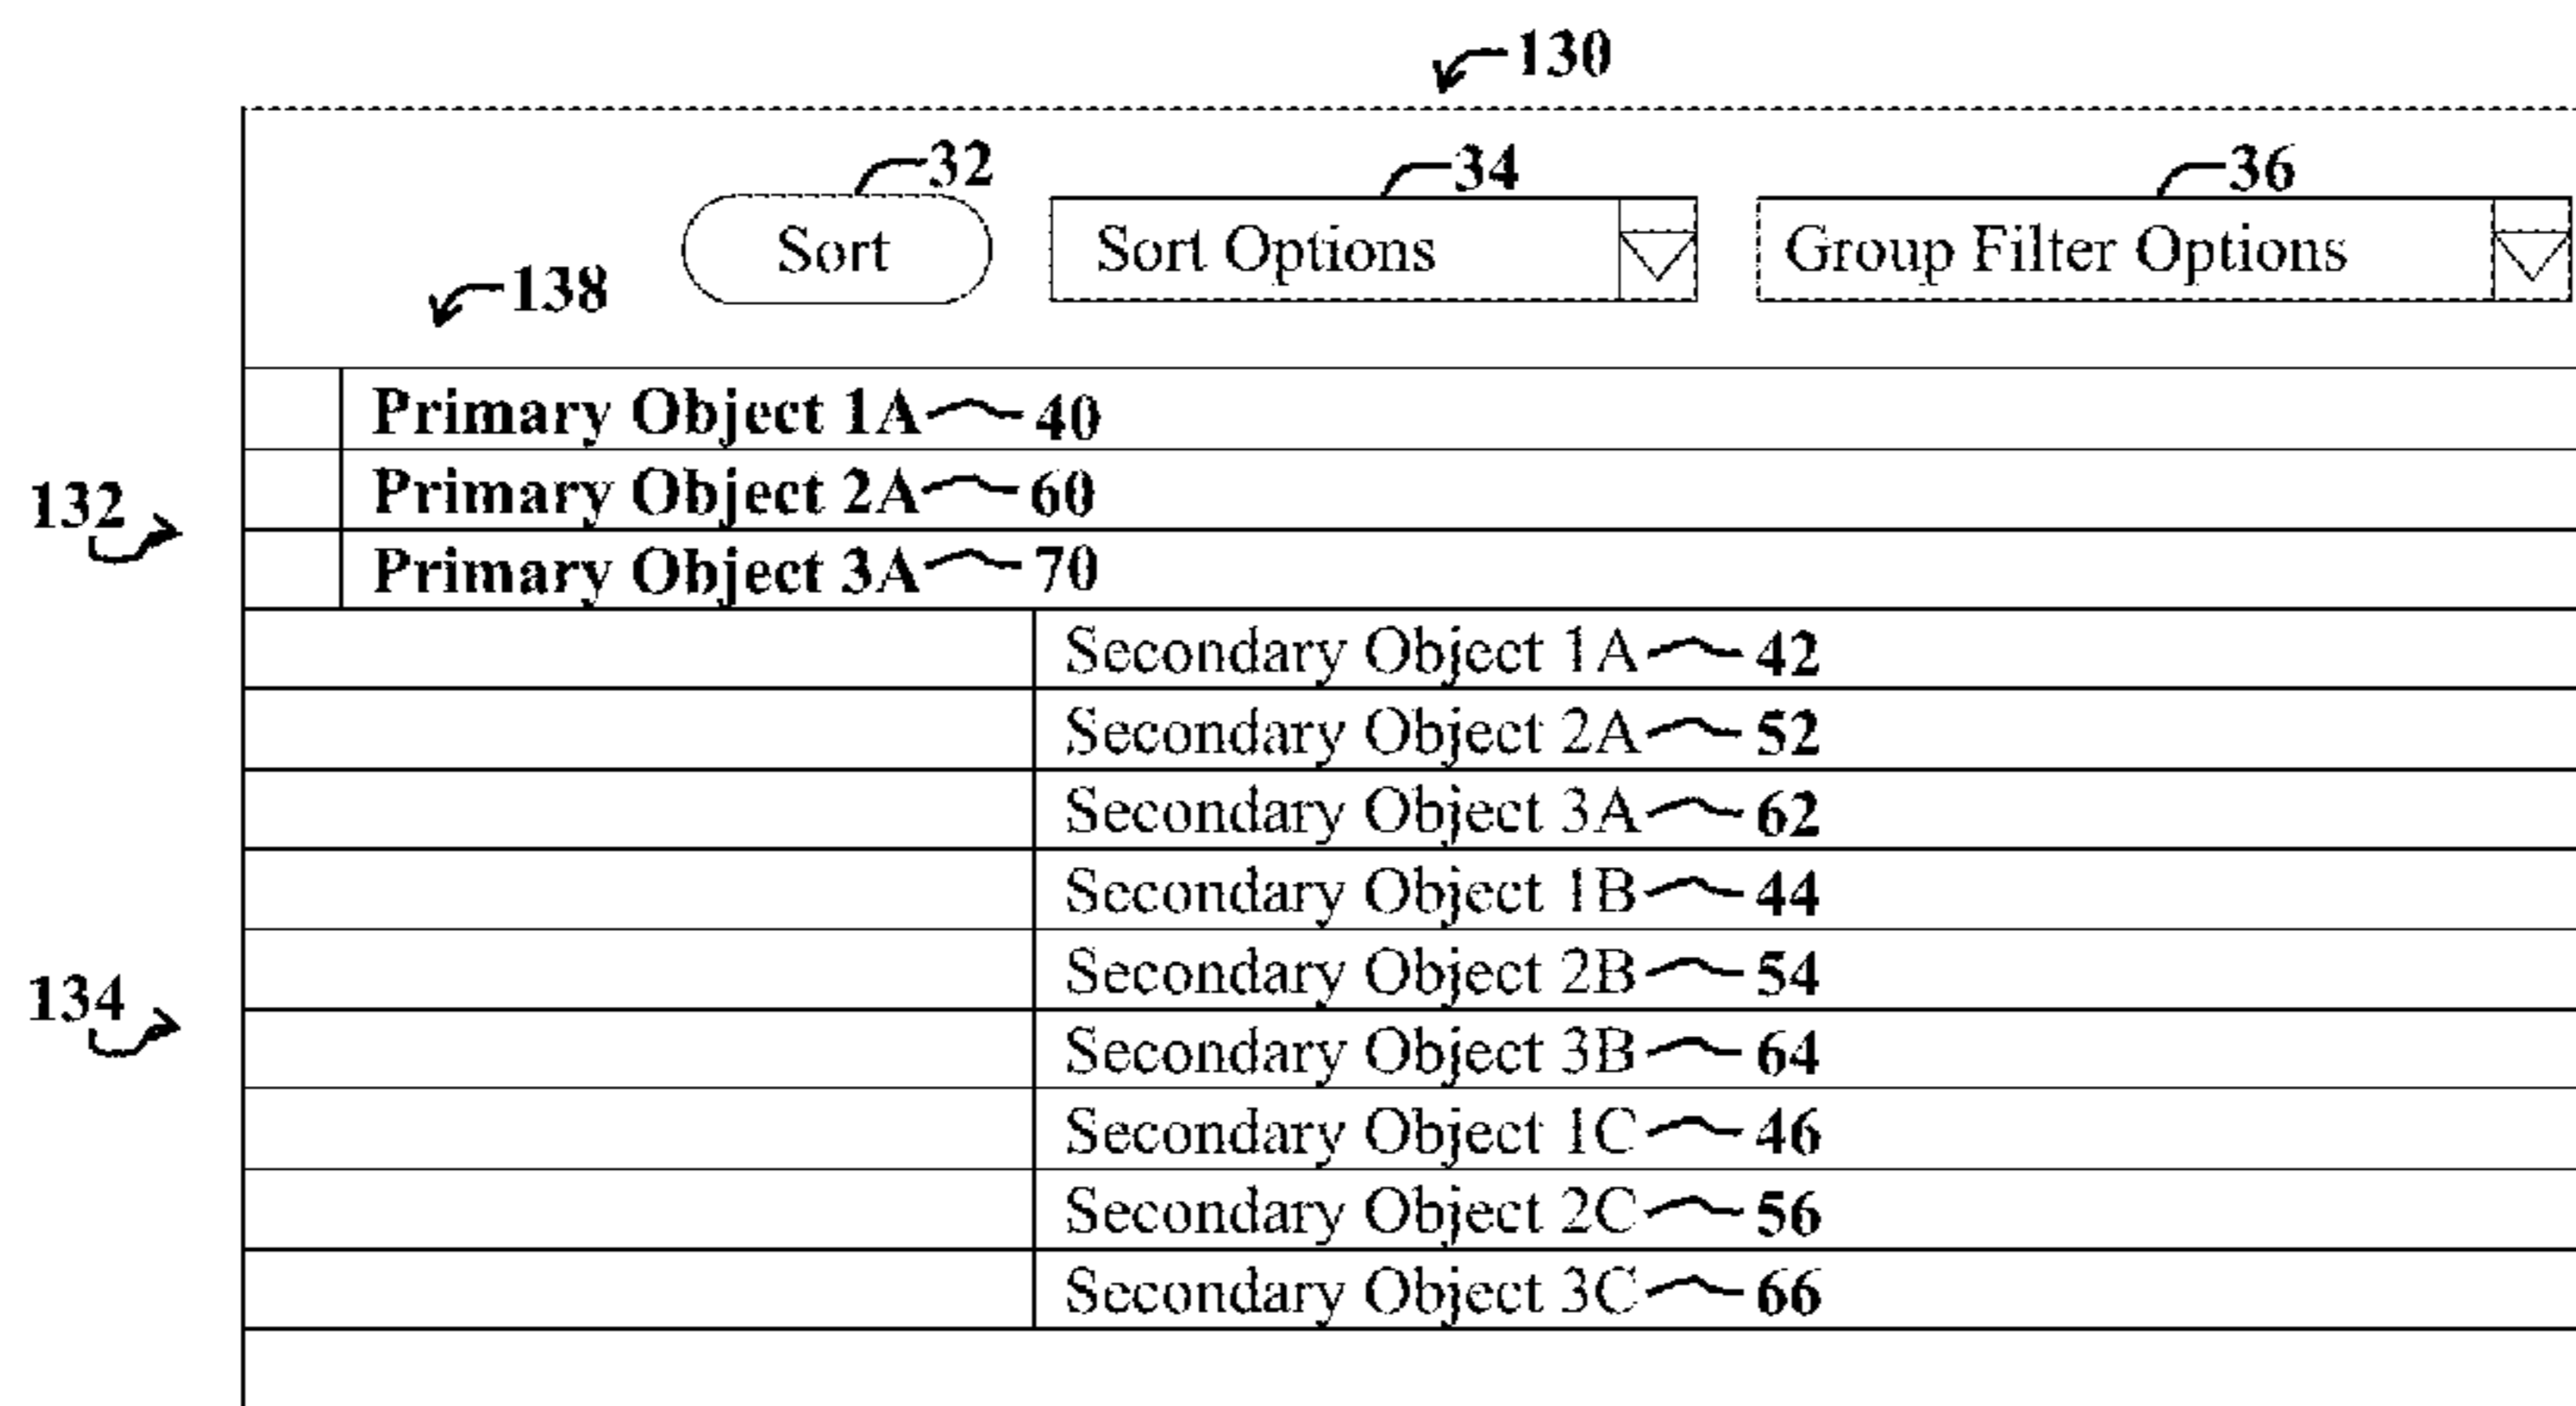 130
32 34 36
Sort Sort Options Group Filter Options
138
Primary Object 1A 40
Primary Object 2A 60
132
Primary Object 3A 70
Secondary Object 1A 42
Secondary Object 2A 52
Secondary Object 3A 62
Secondary Object 1B 44
Secondary Object 2B 54
134
Secondary Object 3B 64
Secondary Object 1C 46
Secondary Object 2C 56
Secondary Object 3C 66